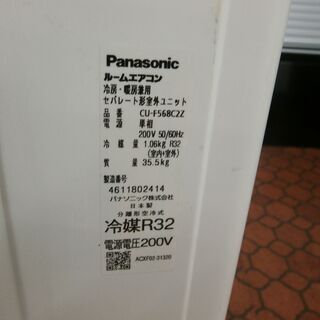 Panasonic
ルームエアコン
冷房・暖房兼用
セパレート形室外ユニット
品 番 CU-F568C2Z
電 源 単相
200V 50/60Hz
冷 媒 量 1.06kg R32
(室内+室外)
質 量 35.5kg
製造番号
4611802414
パナソニック株式会社
日本製
分離形空冷式
冷媒R32
電源電圧200V
ACXF02-31320